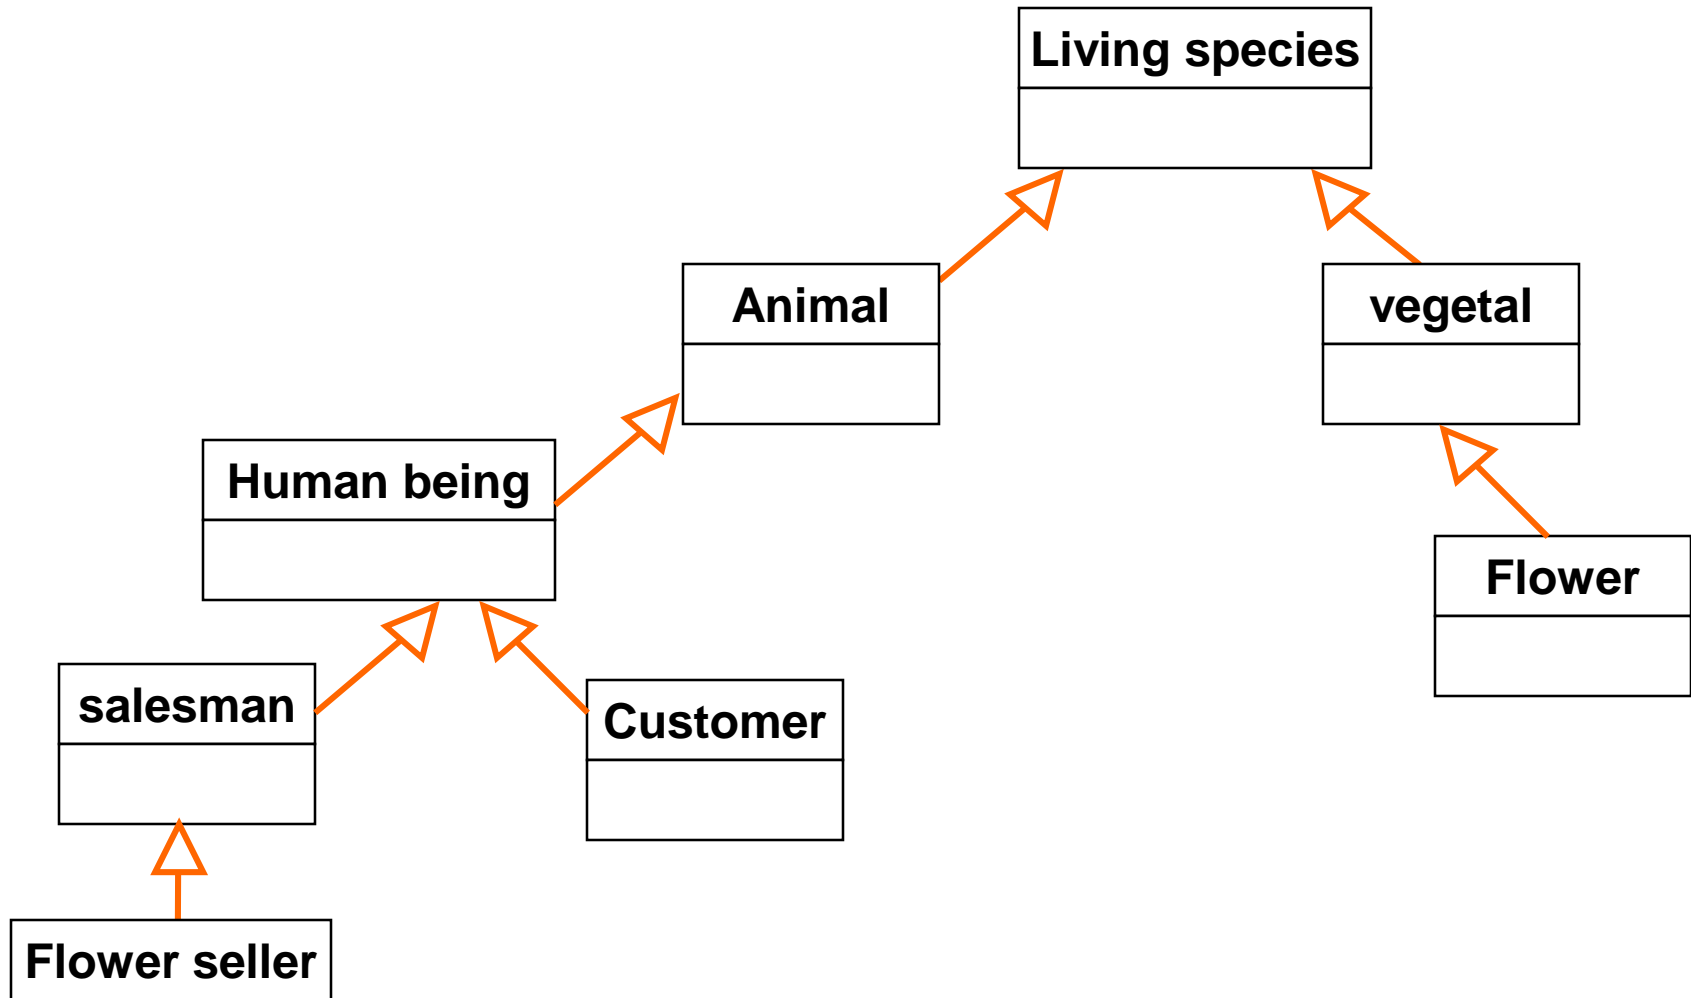 Living species
Animal
vegetal
Human being
Flower
salesman
Customer
Flower seller